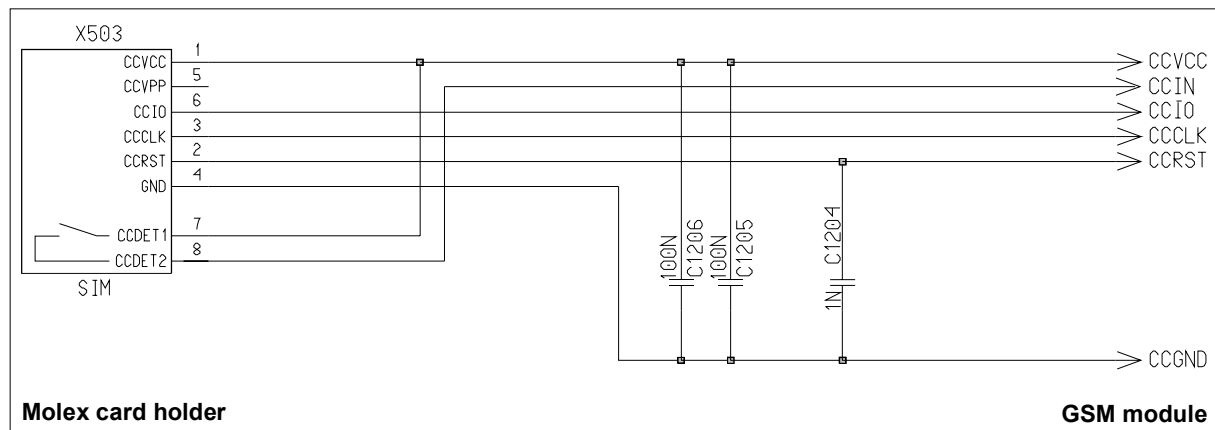 X503
CCVCC
1
CCVPP
5
CCIO
6
CCCLK
3
CCRST
2
GND
4
CCDET1
7
CCDET2
8
SIM
100N
C1206
100N
C1205
1N
C1204
CCVCC
CCIN
CCIO
CCCLK
CCRST
CCGND
Molex card holder
GSM module